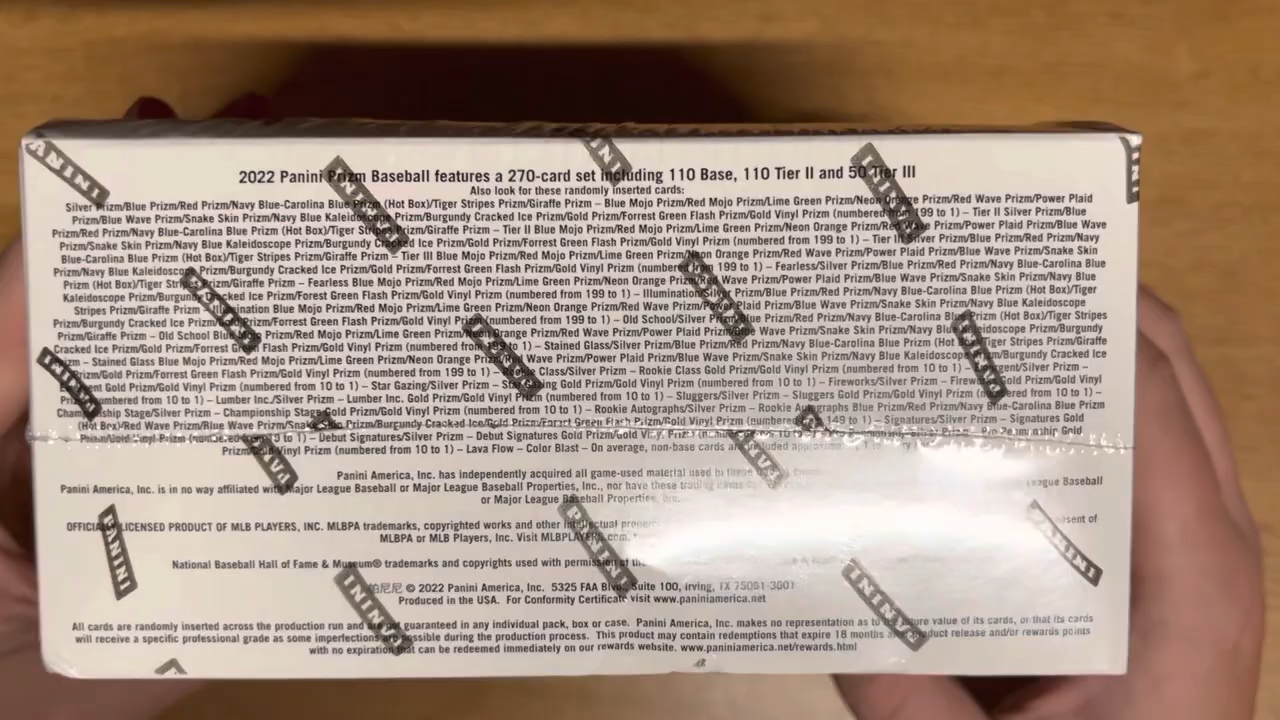 2022 Panini Prizm Baseball features a 270-card set including 110 Base, 110 Tier II and 50 Tier III
Also look for these randomly inserted cards:
Silver Prizm/Blue Prizm/Red Prizm/Navy Blue-Carolina Blue Prizm (Hot Box)/Tiger Stripes Prizm/Giraffe Prizm – Blue Mojo Prizm/Red Mojo Prizm/Lime Green Prizm/Neon Orange Prizm/Red Wave Prizm/Power Plaid
Prizm/Blue Wave Prizm/Snake Skin Prizm/Navy Blue Kaleidoscope Prizm/Burgundy Cracked Ice Prizm/Gold Prizm/Forrest Green Flash Prizm/Gold Vinyl Prizm (numbered from 199 to 1) – Tier II Silver Prizm/Blue
Prizm/Red Prizm/Navy Blue-Carolina Blue Prizm (Hot Box)/Tiger Stripes Prizm/Giraffe Prizm – Tier II Blue Mojo Prizm/Red Mojo Prizm/Lime Green Prizm/Neon Orange Prizm/Red Wave Prizm/Power Plaid Prizm/Blue Wave
Prizm/Snake Skin Prizm/Navy Blue Kaleidoscope Prizm/Burgundy Cracked Ice Prizm/Gold Prizm/Forrest Green Flash Prizm/Gold Vinyl Prizm (numbered from 199 to 1) – Tier III Silver Prizm/Blue Prizm/Red Prizm/Navy
Blue-Carolina Blue Prizm (Hot Box)/Tiger Stripes Prizm/Giraffe Prizm – Tier III Blue Mojo Prizm/Red Mojo Prizm/Lime Green Prizm/Neon Orange Prizm/Red Wave Prizm/Power Plaid Prizm/Blue Wave Prizm/Snake Skin
Prizm/Navy Blue Kaleidoscope Prizm/Burgundy Cracked Ice Prizm/Gold Prizm/Forrest Green Flash Prizm/Gold Vinyl Prizm (numbered from 199 to 1) – Fearless/Silver Prizm/Blue Prizm/Red Prizm/Navy Blue-Carolina Blue
Prizm (Hot Box)/Tiger Stripes Prizm/Giraffe Prizm – Fearless Blue Mojo Prizm/Red Mojo Prizm/Lime Green Prizm/Neon Orange Prizm/Red Wave Prizm/Power Plaid Prizm/Blue Wave Prizm/Snake Skin Prizm/Navy Blue
Kaleidoscope Prizm/Burgundy Cracked Ice Prizm/Forest Green Flash Prizm/Gold Vinyl Prizm (numbered from 199 to 1) – Illumination/Silver Prizm/Blue Prizm/Red Prizm/Navy Blue-Carolina Blue Prizm (Hot Box)/Tiger
Stripes Prizm/Giraffe Prizm – Illumination Blue Mojo Prizm/Red Mojo Prizm/Lime Green Prizm/Neon Orange Prizm/Red Wave Prizm/Power Plaid Prizm/Blue Wave Prizm/Snake Skin Prizm/Navy Blue Kaleidoscope
Prizm/Burgundy Cracked Ice Prizm/Forrest Green Flash Prizm/Gold Vinyl Prizm (numbered from 199 to 1) – Old School/Silver Prizm/Blue Prizm/Red Prizm/Navy Blue-Carolina Blue Prizm (Hot Box)/Tiger Stripes
Prizm/Giraffe Prizm – Old School Blue Mojo Prizm/Red Mojo Prizm/Lime Green Prizm/Neon Orange Prizm/Red Wave Prizm/Power Plaid Prizm/Blue Wave Prizm/Snake Skin Prizm/Navy Blue Kaleidoscope Prizm/Burgundy
Cracked Ice Prizm/Gold Prizm/Forrest Green Flash Prizm/Gold Vinyl Prizm (numbered from 199 to 1) – Stained Glass/Silver Prizm/Blue Prizm/Red Prizm/Navy Blue-Carolina Blue Prizm (Hot Box)/Tiger Stripes Prizm/Giraffe
Prizm – Stained Glass Blue Mojo Prizm/Red Mojo Prizm/Lime Green Prizm/Neon Orange Prizm/Red Wave Prizm/Power Plaid Prizm/Blue Wave Prizm/Snake Skin Prizm/Navy Blue Kaleidoscope Prizm/Burgundy Cracked Ice
Prizm/Gold Prizm/Forrest Green Flash Prizm/Gold Vinyl Prizm (numbered from 199 to 1) – Rookie Class/Silver Prizm – Rookie Class Gold Prizm/Gold Vinyl Prizm (numbered from 10 to 1) – Silver Prizm –
Gold Prizm/Gold Vinyl Prizm (numbered from 10 to 1) – Star Gazing/Silver Prizm – Star Gazing Gold Prizm/Gold Vinyl Prizm (numbered from 10 to 1) – Fireworks/Silver Prizm – Fireworks Gold Prizm/Gold Vinyl
Prizm (numbered from 10 to 1) – Lumber Inc./Silver Prizm – Lumber Inc. Gold Prizm/Gold Vinyl Prizm (numbered from 10 to 1) – Sluggers/Silver Prizm – Sluggers Gold Prizm/Gold Vinyl Prizm (numbered from 10 to 1) –
Championship Stage/Silver Prizm – Championship Stage Gold Prizm/Gold Vinyl Prizm (numbered from 10 to 1) – Rookie Autographs/Silver Prizm – Rookie Autographs Blue Prizm/Red Prizm/Navy Blue-Carolina Blue Prizm
(Hot Box)/Red Wave Prizm/Blue Wave Prizm/Snake Prizm/Burgundy Cracked Ice/Gold Prizm/Forrest Green Flash Prizm/Gold Vinyl Prizm 149 to 1) – Signatures/Silver Prizm – Signatures Gold
Prizm/Gold Vinyl Prizm (numbered from 10 to 1) – Debut Signatures/Silver Prizm – Debut Signatures Gold Prizm/Gold Gold
Prizm/Gold Vinyl Prizm (numbered from 10 to 1) – Lava Flow – Color Blast – On average, non-base cards are included
Panini America, Inc. has independently acquired all game-used material used in these
Panini America, Inc. is in no way affiliated with Major League Baseball or Major League Baseball Properties, Inc., nor have these trading League Baseball
or Major League Baseball Properties, Inc.
OFFICIALLY LICENSED PRODUCT OF MLB PLAYERS, INC. MLBPA trademarks, copyrighted works and other intellectual of
MLBPA or MLB Players, Inc. Visit MLBPLAYERS.com.
National Baseball Hall of Fame & Museum® trademarks and copyrights used with permission of the
帕尼尼 © 2022 Panini America, Inc. 5325 FAA Blvd., Suite 100, Irving, TX 75061-3001
Produced in the USA. For Conformity Certificate visit www.paniniamerica.net
All cards are randomly inserted across the production run and are not guaranteed in any individual pack, box or case. Panini America, Inc. makes no representation as to the future value of its cards, or that its cards
will receive a specific professional grade as some imperfections are possible during the production process. This product may contain redemptions that expire 18 months after product release and/or rewards points
with no expiration that can be redeemed immediately on our rewards website. www.paniniamerica.net/rewards.html
PANINI